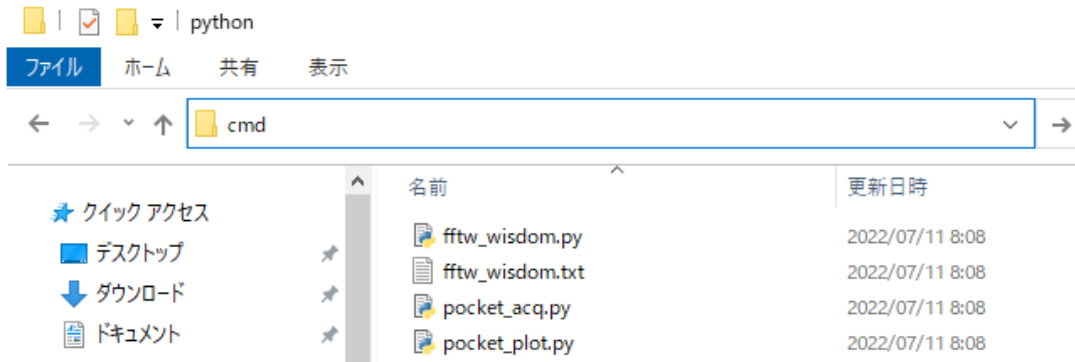 python
ファイル ホーム 共有 表示
cmd
名前 更新日時
クイック アクセス
デスクトップ
ダウンロード
ドキュメント
fftw_wisdom.py 2022/07/11 8:08
fftw_wisdom.txt 2022/07/11 8:08
pocket_acq.py 2022/07/11 8:08
pocket_plot.py 2022/07/11 8:08